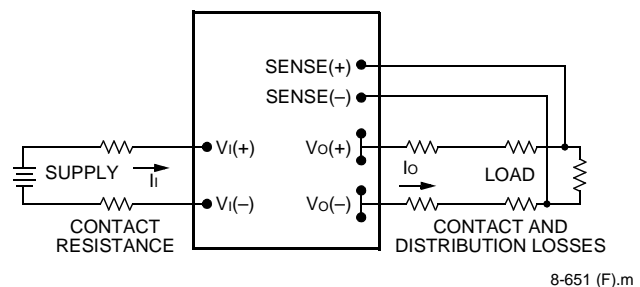 SENSE(+)
SENSE(–)
VI(+)
VO(+)
SUPPLY
II
IO
LOAD
VI(–)
VO(–)
CONTACT
RESISTANCE
CONTACT AND
DISTRIBUTION LOSSES
8-651 (F).m